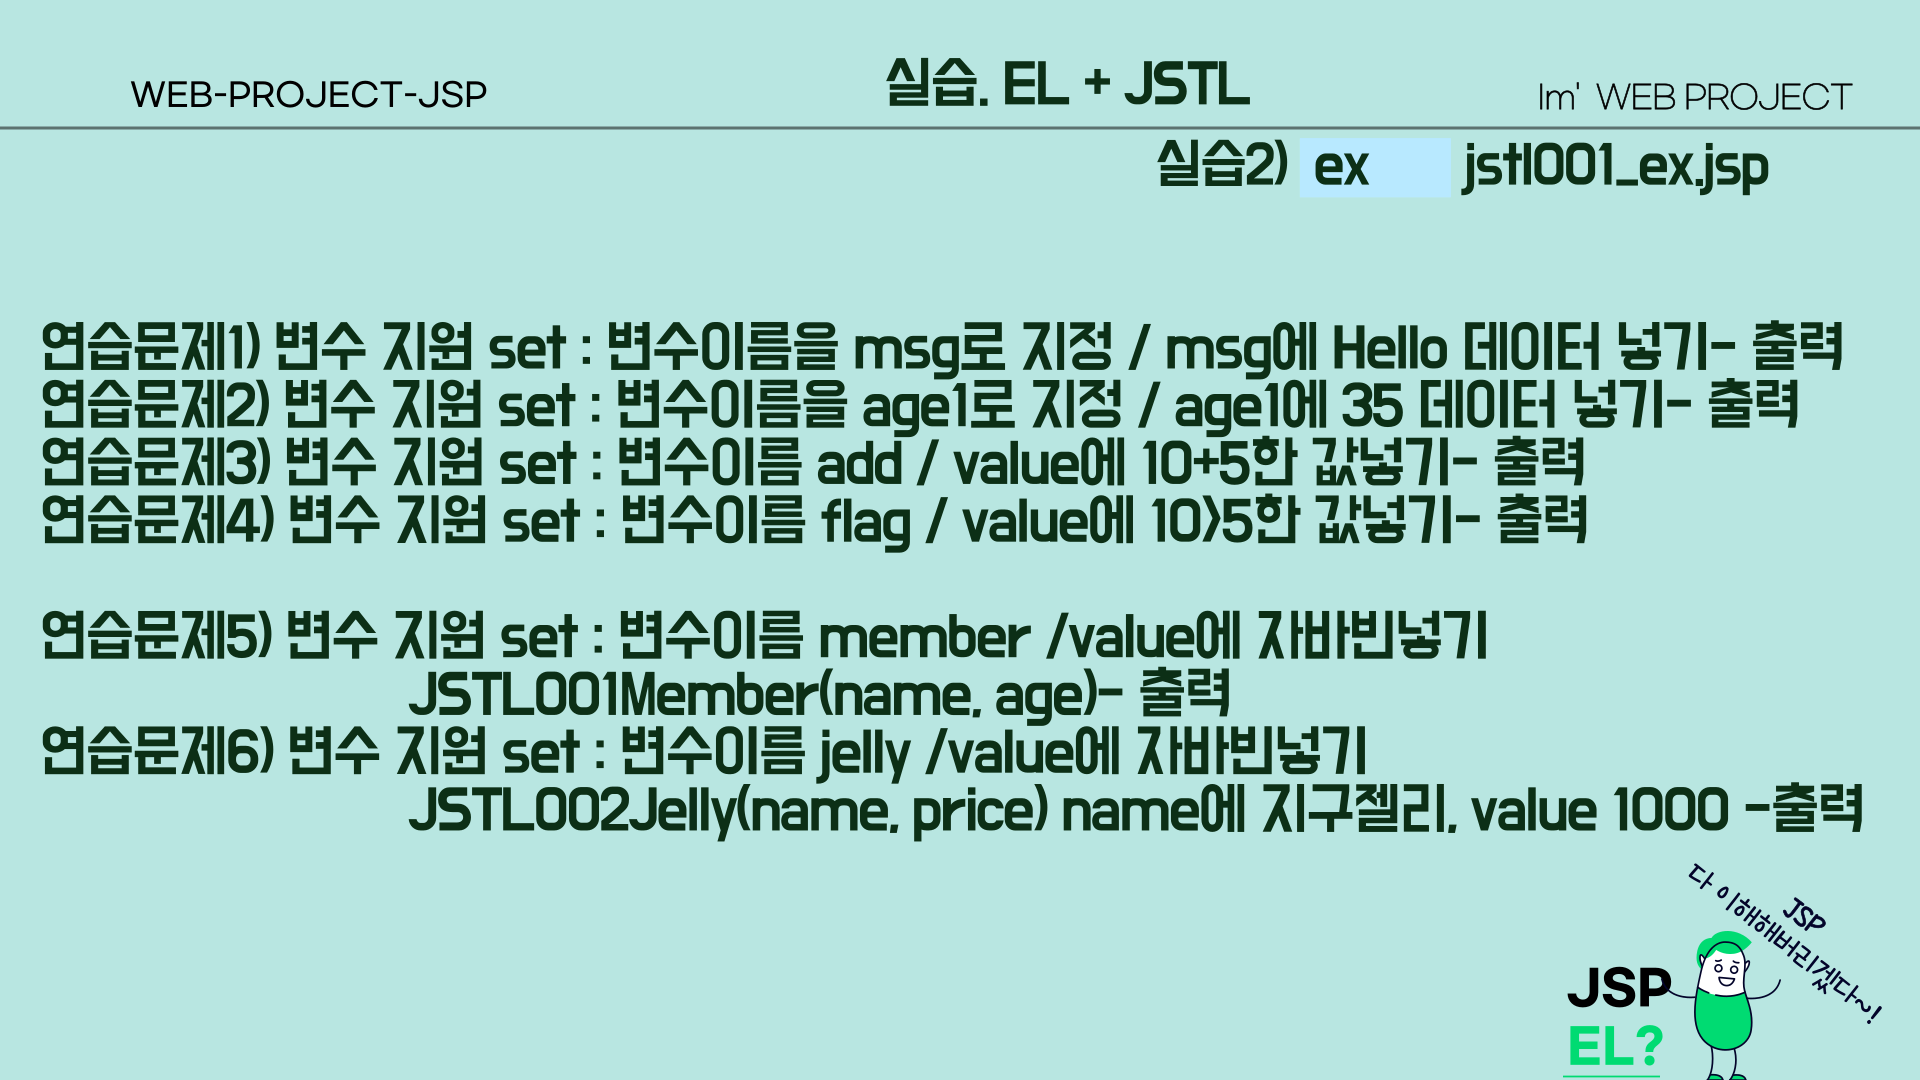 WEB-PROJECT-JSP
실습. EL + JSTL
Im' WEB PROJECT
실습2) ex jstl001_ex.jsp
연습문제1) 변수 지원 set : 변수이름을 msg로 지정 / msg에 Hello 데이터 넣기- 출력
연습문제2) 변수 지원 set : 변수이름을 age1로 지정 / age1에 35 데이터 넣기- 출력
연습문제3) 변수 지원 set : 변수이름 add / value에 10+5한 값넣기- 출력
연습문제4) 변수 지원 set : 변수이름 flag / value에 10>5한 값넣기- 출력
연습문제5) 변수 지원 set : 변수이름 member /value에 자바빈넣기
JSTL001Member(name, age)- 출력
연습문제6) 변수 지원 set : 변수이름 jelly /value에 자바빈넣기
JSTL002Jelly(name, price) name에 지구젤리, value 1000 -출력
JSP
다 이해해버리겠다~!
JSP
EL?